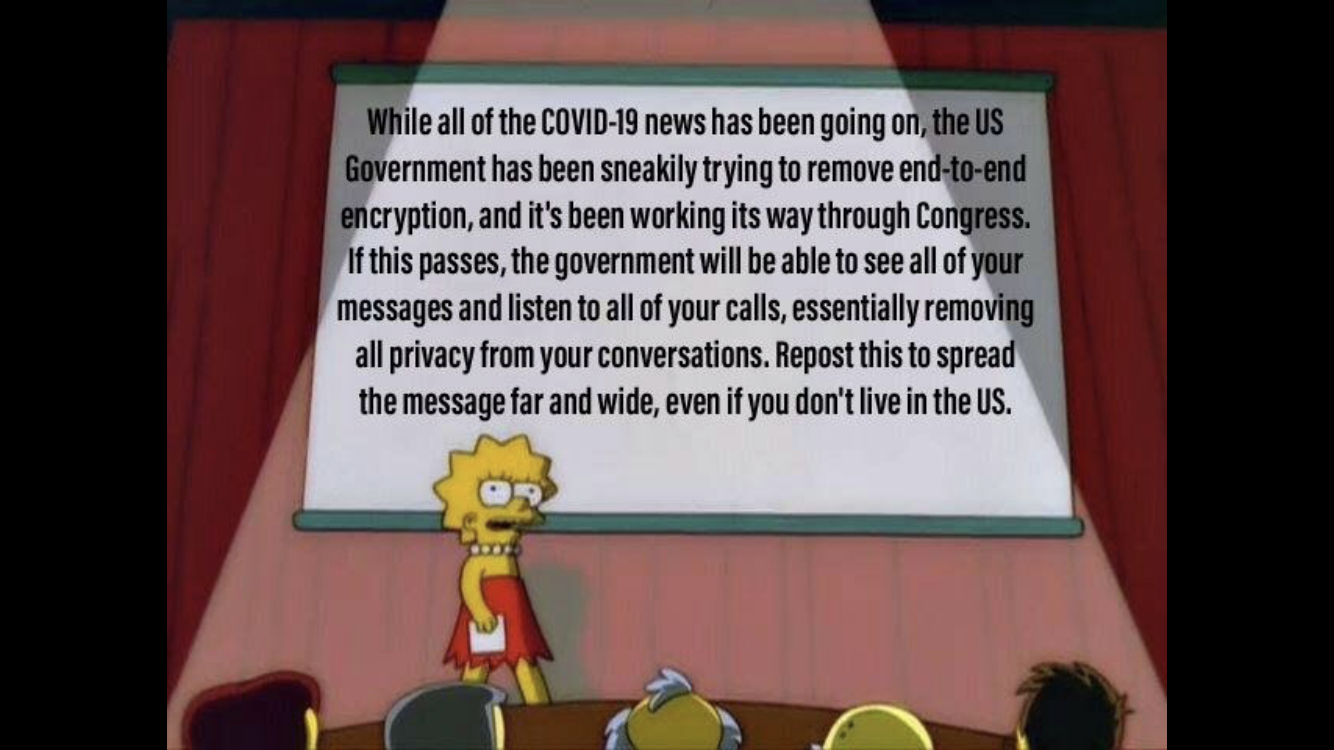 While all of the COVID-19 news has been going on, the US
Government has been sneakily trying to remove end-to-end
encryption, and it's been working its way through Congress.
If this passes, the government will be able to see all of your
messages and listen to all of your calls, essentially removing
all privacy from your conversations. Repost this to spread
the message far and wide, even if you don't live in the US.